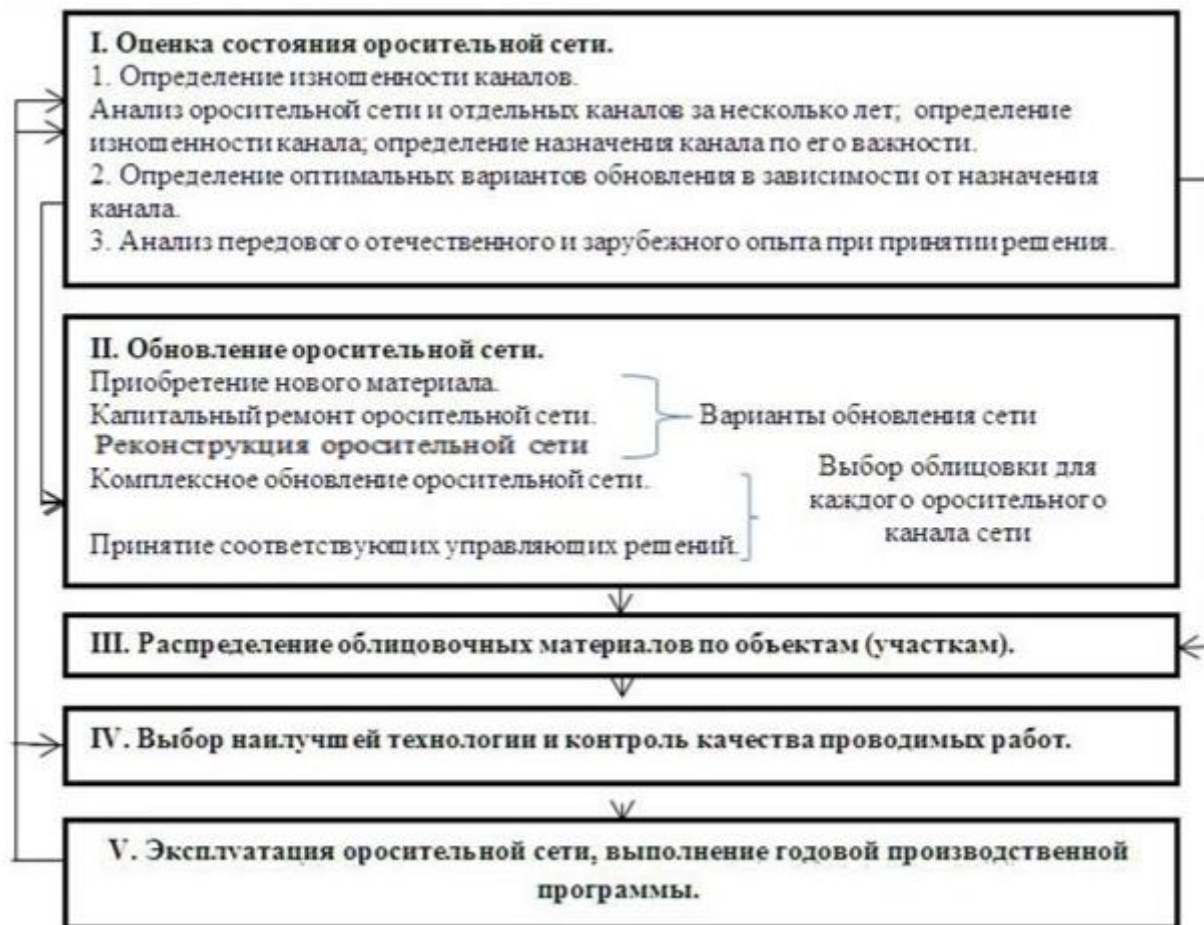 I. Оценка состояния оросительной сети.
1. Определение изношенности каналов.
Анализ оросительной сети и отдельных каналов за несколько лет; определение
изношенности канала; определение назначения канала по его важности.
2. Определение оптимальных вариантов обновления в зависимости от назначения
канала.
3. Анализ передового отечественного и зарубежного опыта при принятии решения.
II. Обновление оросительной сети.
Приобретение нового материала.
Капитальный ремонт оросительной сети.
Реконструкция оросительной сети
Варианты обновления сети
Комплексное обновление оросительной сети.
Принятие соответствующих управляющих решений.
Выбор облицовки для
каждого оросительного
канала сети
III. Распределение облицовочных материалов по объектам (участкам).
IV. Выбор наилучшей технологии и контроль качества проводимых работ.
V. Эксплуатация оросительной сети, выполнение годовой производственной
программы.